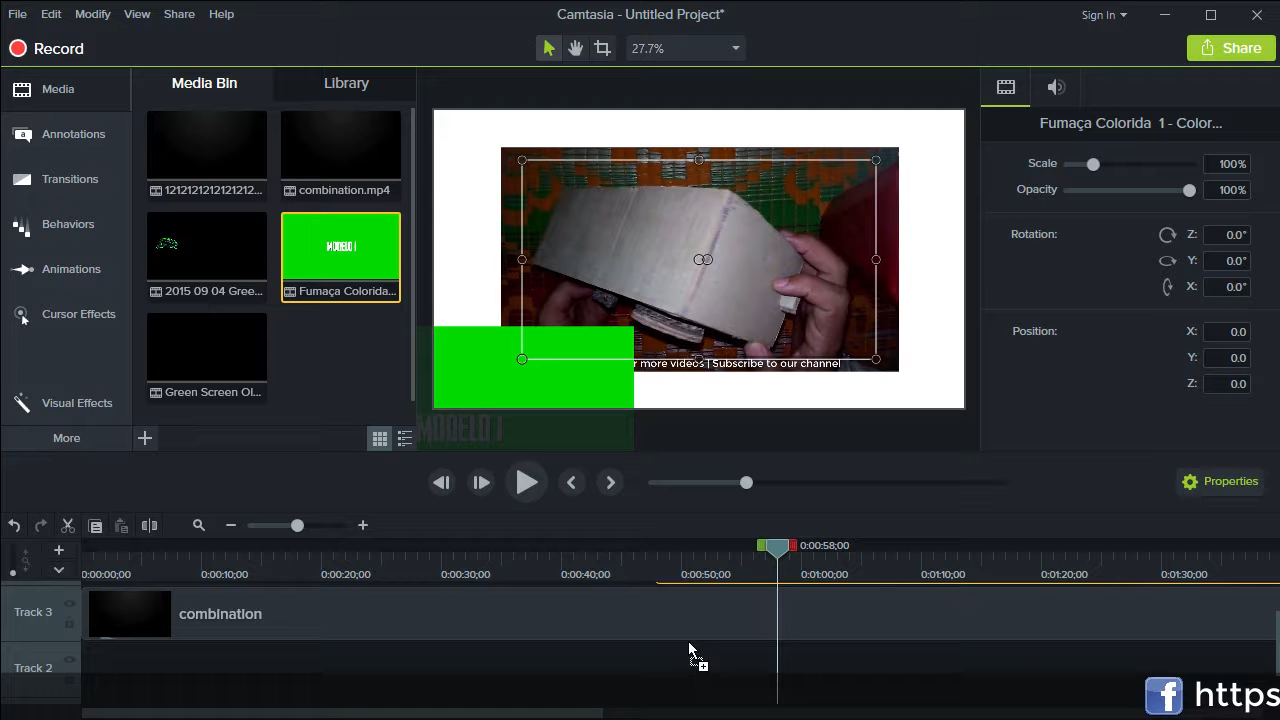 File Edit Modify View Share Help
Camtasia - Untitled Project*
Sign In
Record
27.7%
Share
Media
Annotations
Transitions
Behaviors
Animations
Cursor Effects
Visual Effects
More
Media Bin
Library
12121212121212...
combination.mp4
MODELO 1
2015 09 04 Gree...
Fumaça Colorida...
Green Screen Ol...
r more videos | Subscribe to our channel
MODELO 1
Fumaça Colorida 1 - Color...
Scale 100%
Opacity 100%
Rotation: Z: 0.0°
Y: 0.0°
X: 0.0°
Position: X: 0.0
Y: 0.0
Z: 0.0
Properties
0:00:58;00
0:00:00;00 0:00:10;00 0:00:20;00 0:00:30;00 0:00:40;00 0:00:50;00 0:01:00;00 0:01:10;00 0:01:20;00 0:01:30;00
Track 3
combination
Track 2
f https